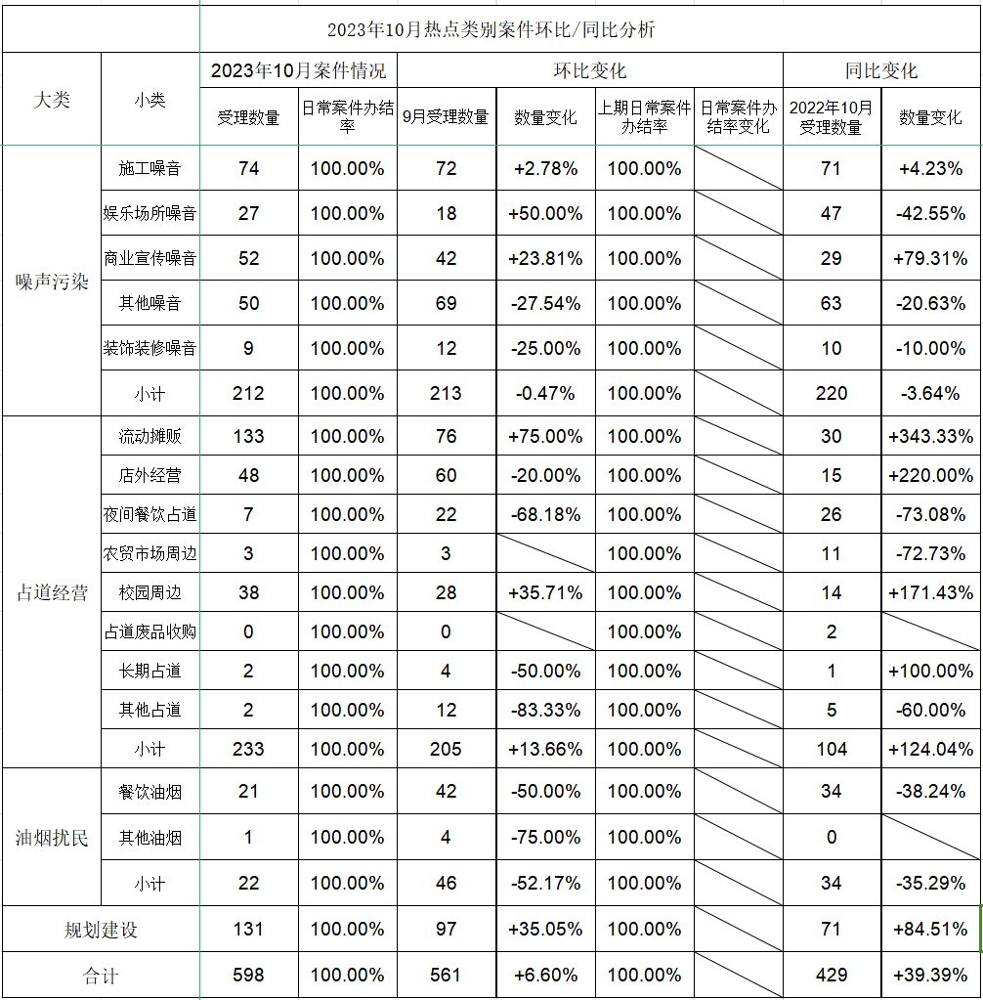 2023年10月热点类别案件环比/同比分析
大类 小类 2023年10月案件情况 环比变化 同比变化
受理数量 日常案件办结率 9月受理数量 数量变化 上期日常案件办结率 日常案件办结率变化 2022年10月受理数量 数量变化
噪声污染
施工噪音 74 100.00% 72 +2.78% 100.00% 71 +4.23%
娱乐场所噪音 27 100.00% 18 +50.00% 100.00% 47 -42.55%
商业宣传噪音 52 100.00% 42 +23.81% 100.00% 29 +79.31%
其他噪音 50 100.00% 69 -27.54% 100.00% 63 -20.63%
装饰装修噪音 9 100.00% 12 -25.00% 100.00% 10 -10.00%
小计 212 100.00% 213 -0.47% 100.00% 220 -3.64%
占道经营
流动摊贩 133 100.00% 76 +75.00% 100.00% 30 +343.33%
店外经营 48 100.00% 60 -20.00% 100.00% 15 +220.00%
夜间餐饮占道 7 100.00% 22 -68.18% 100.00% 26 -73.08%
农贸市场周边 3 100.00% 3 100.00% 11 -72.73%
校园周边 38 100.00% 28 +35.71% 100.00% 14 +171.43%
占道废品收购 0 100.00% 0 100.00% 2
长期占道 2 100.00% 4 -50.00% 100.00% 1 +100.00%
其他占道 2 100.00% 12 -83.33% 100.00% 5 -60.00%
小计 233 100.00% 205 +13.66% 100.00% 104 +124.04%
油烟扰民
餐饮油烟 21 100.00% 42 -50.00% 100.00% 34 -38.24%
其他油烟 1 100.00% 4 -75.00% 100.00% 0
小计 22 100.00% 46 -52.17% 100.00% 34 -35.29%
规划建设 131 100.00% 97 +35.05% 100.00% 71 +84.51%
合计 598 100.00% 561 +6.60% 100.00% 429 +39.39%